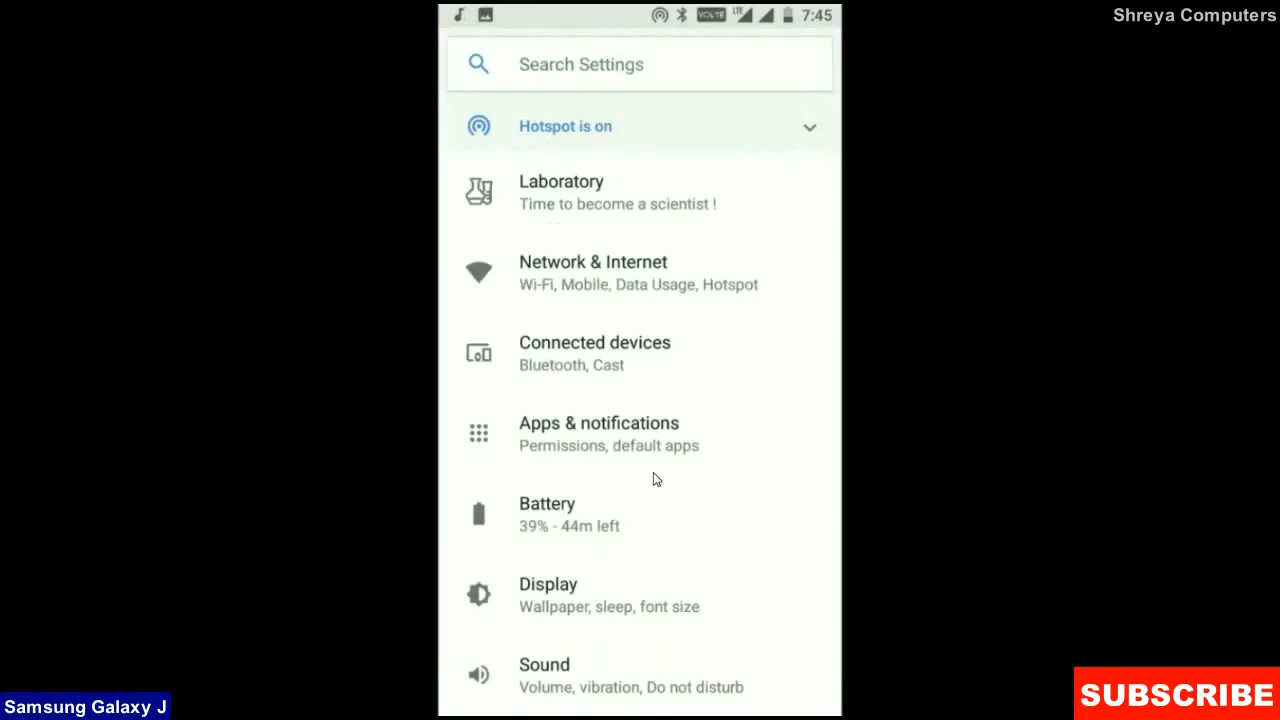 VOLTE LTE 7:45
Shreya Computers
Search Settings
Hotspot is on
Laboratory
Time to become a scientist !
Network & Internet
Wi-Fi, Mobile, Data Usage, Hotspot
Connected devices
Bluetooth, Cast
Apps & notifications
Permissions, default apps
Battery
39% - 44m left
Display
Wallpaper, sleep, font size
Sound
Volume, vibration, Do not disturb
Samsung Galaxy J
SUBSCRIBE